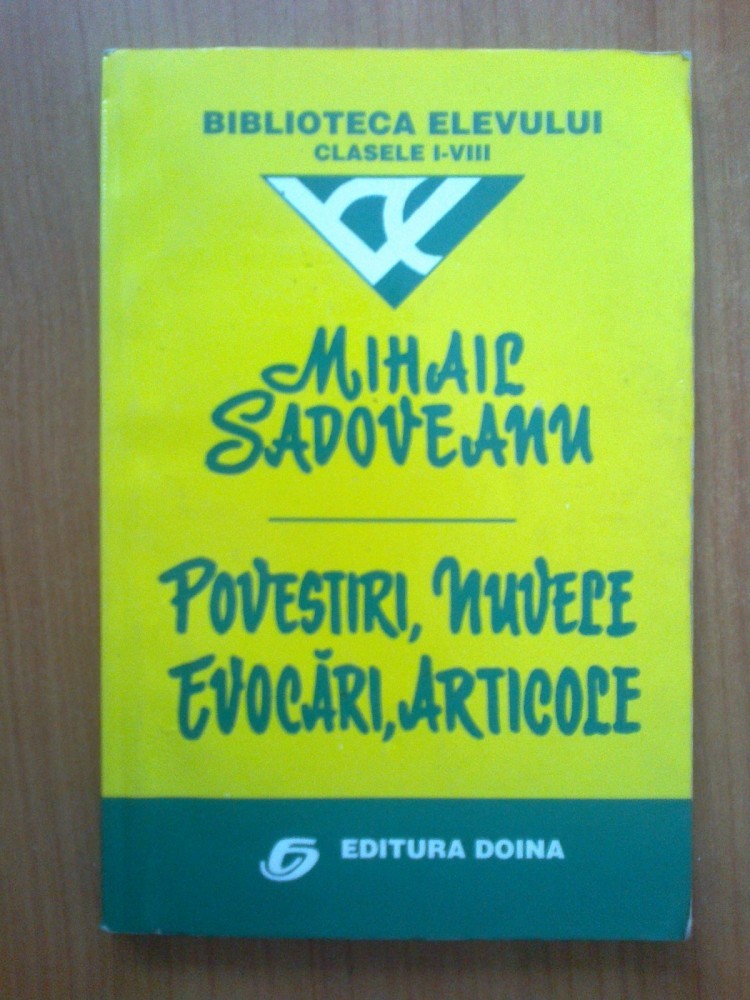 BIBLIOTECA ELEVULUI
CLASELE I-VIII
MIHAIL
SADOVEANU
POVESTIRI, NUVELE
EVOCĂRI, ARTICOLE
EDITURA DOINA